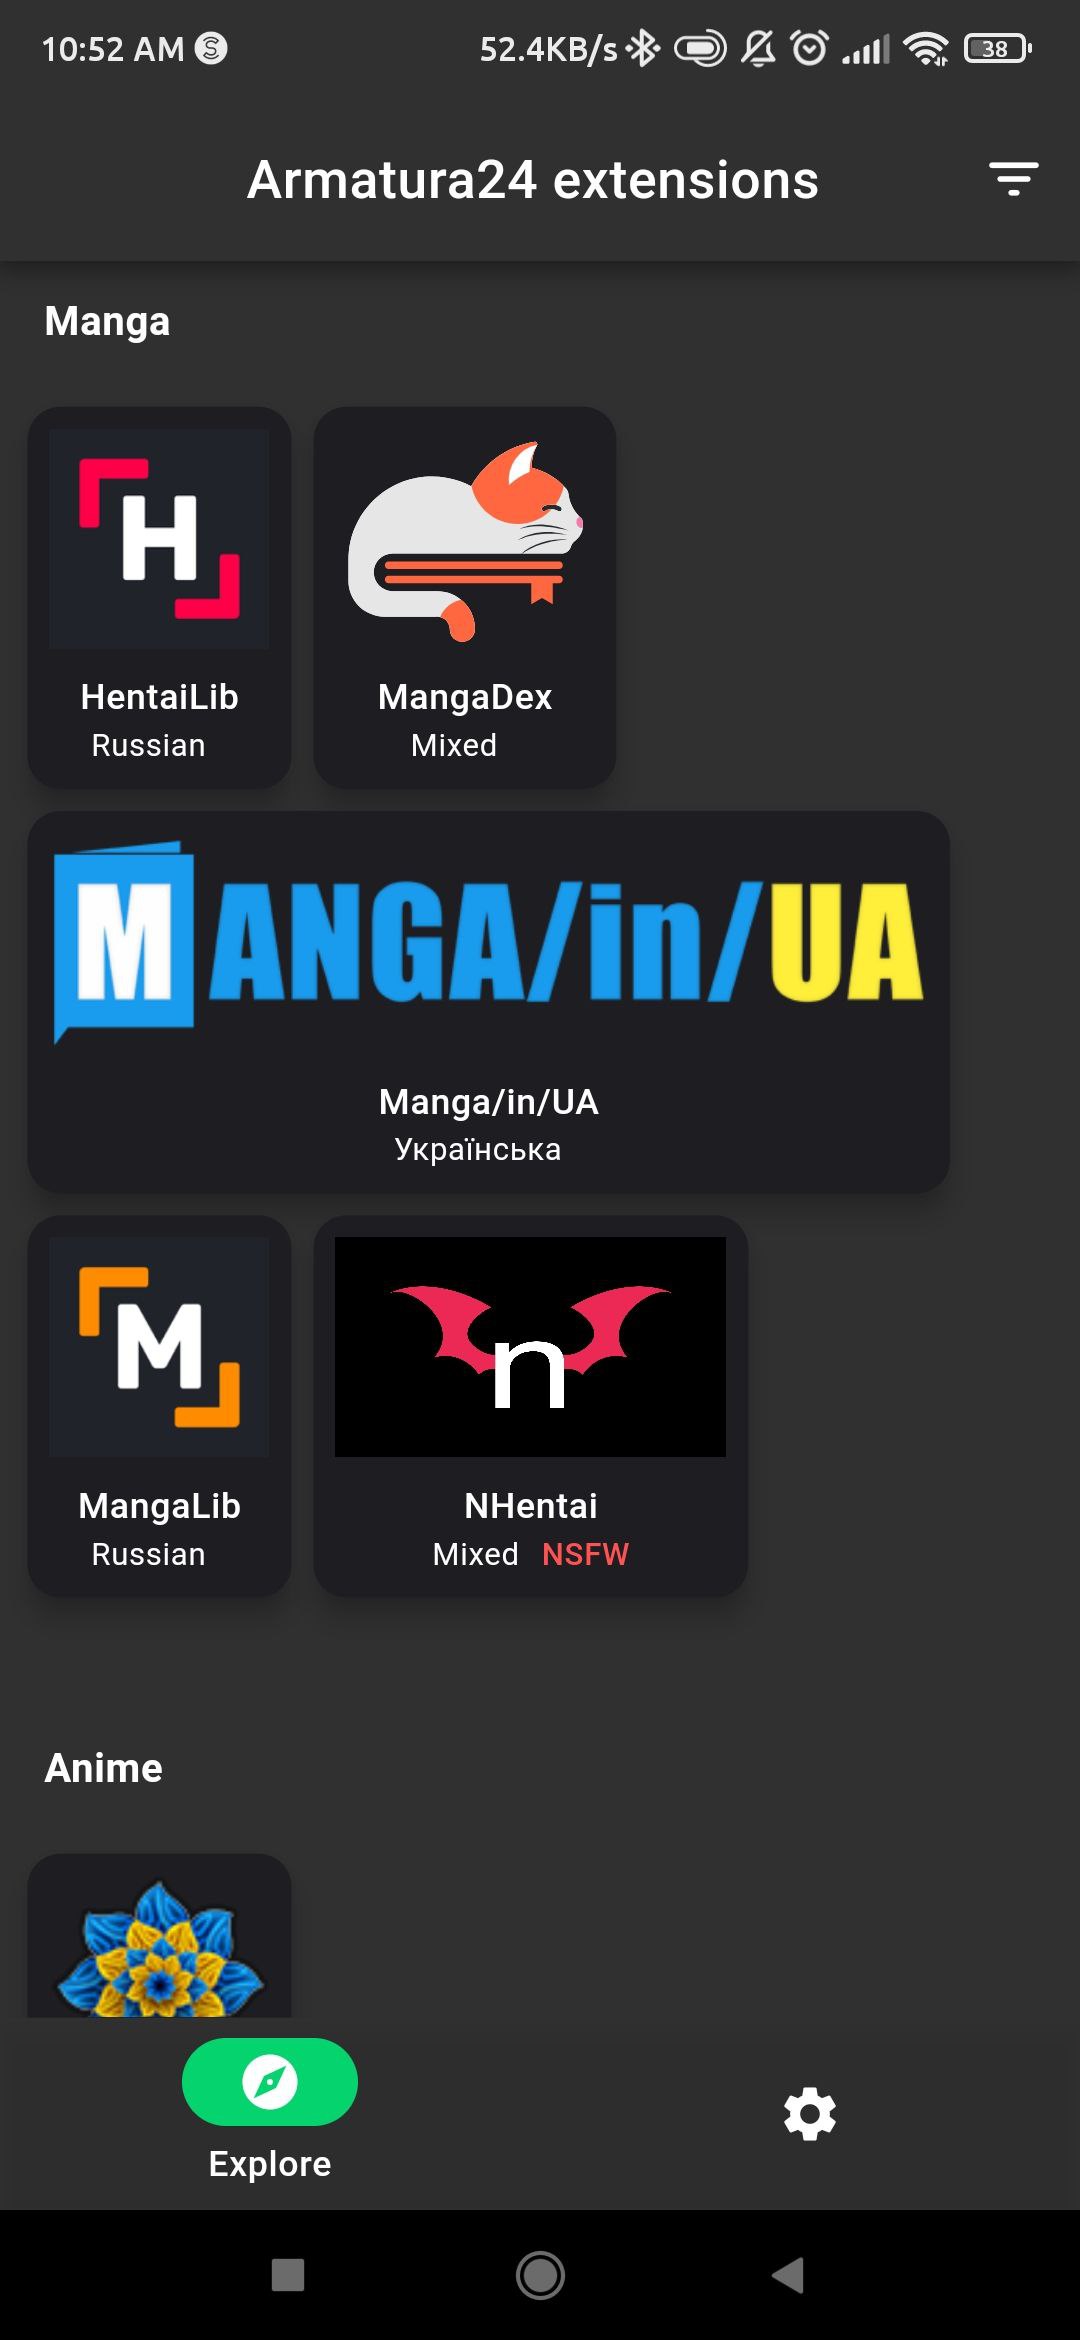 10:52 AM
52.4KB/s
38
Armatura24 extensions
Manga
H
HentaiLib
Russian
MangaDex
Mixed
MANGA/in/UA
Manga/in/UA
Українська
M
MangaLib
Russian
n
NHentai
Mixed NSFW
Anime
Explore